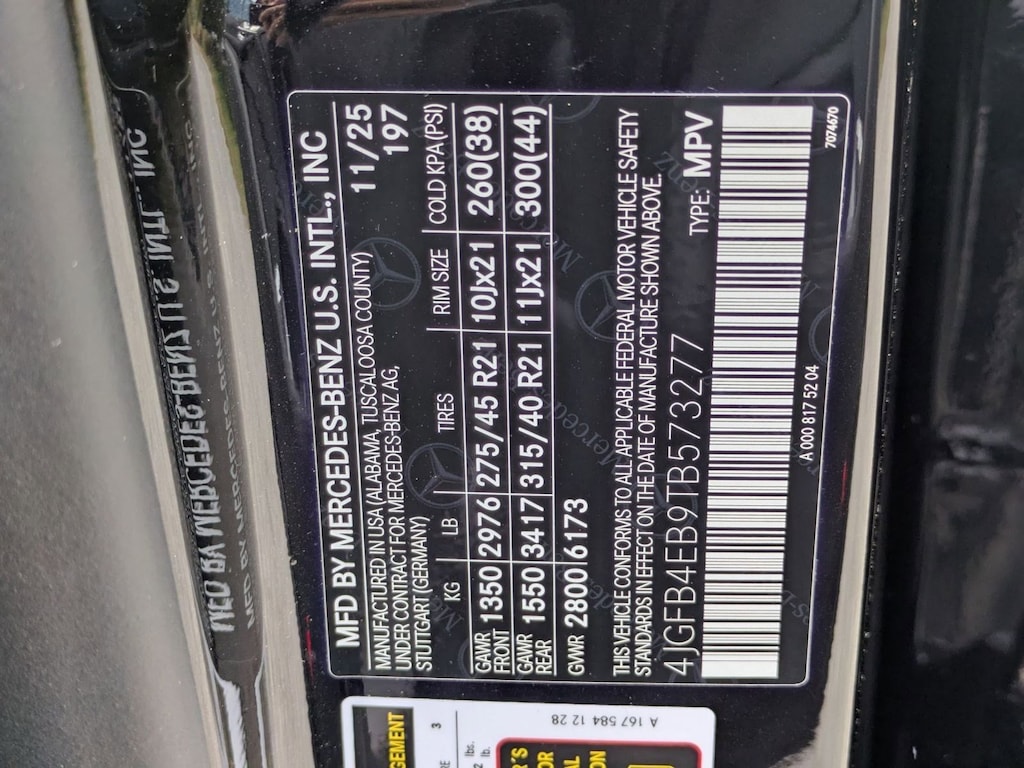 MFD BY MERCEDES-BENZ U.S. INTL., INC
MANUFACTURED IN USA (ALABAMA, TUSCALOOSA COUNTY) 11/25
UNDER CONTRACT FOR MERCEDES-BENZ AG, 197
STUTTGART (GERMANY)
KG LB TIRES RIM SIZE COLD KPA(PSI)
GAWR FRONT 1350 2976 275/45 R21 10Jx21 260(38)
GAWR REAR 1550 3417 315/40 R21 11Jx21 300(44)
GWR 2800 6173
THIS VEHICLE CONFORMS TO ALL APPLICABLE FEDERAL MOTOR VEHICLE SAFETY
STANDARDS IN EFFECT ON THE DATE OF MANUFACTURE SHOWN ABOVE.
4JGFB4EB9TB573277 TYPE: MPV
A 000 817 52 04
7074670
A 167 584 12 28